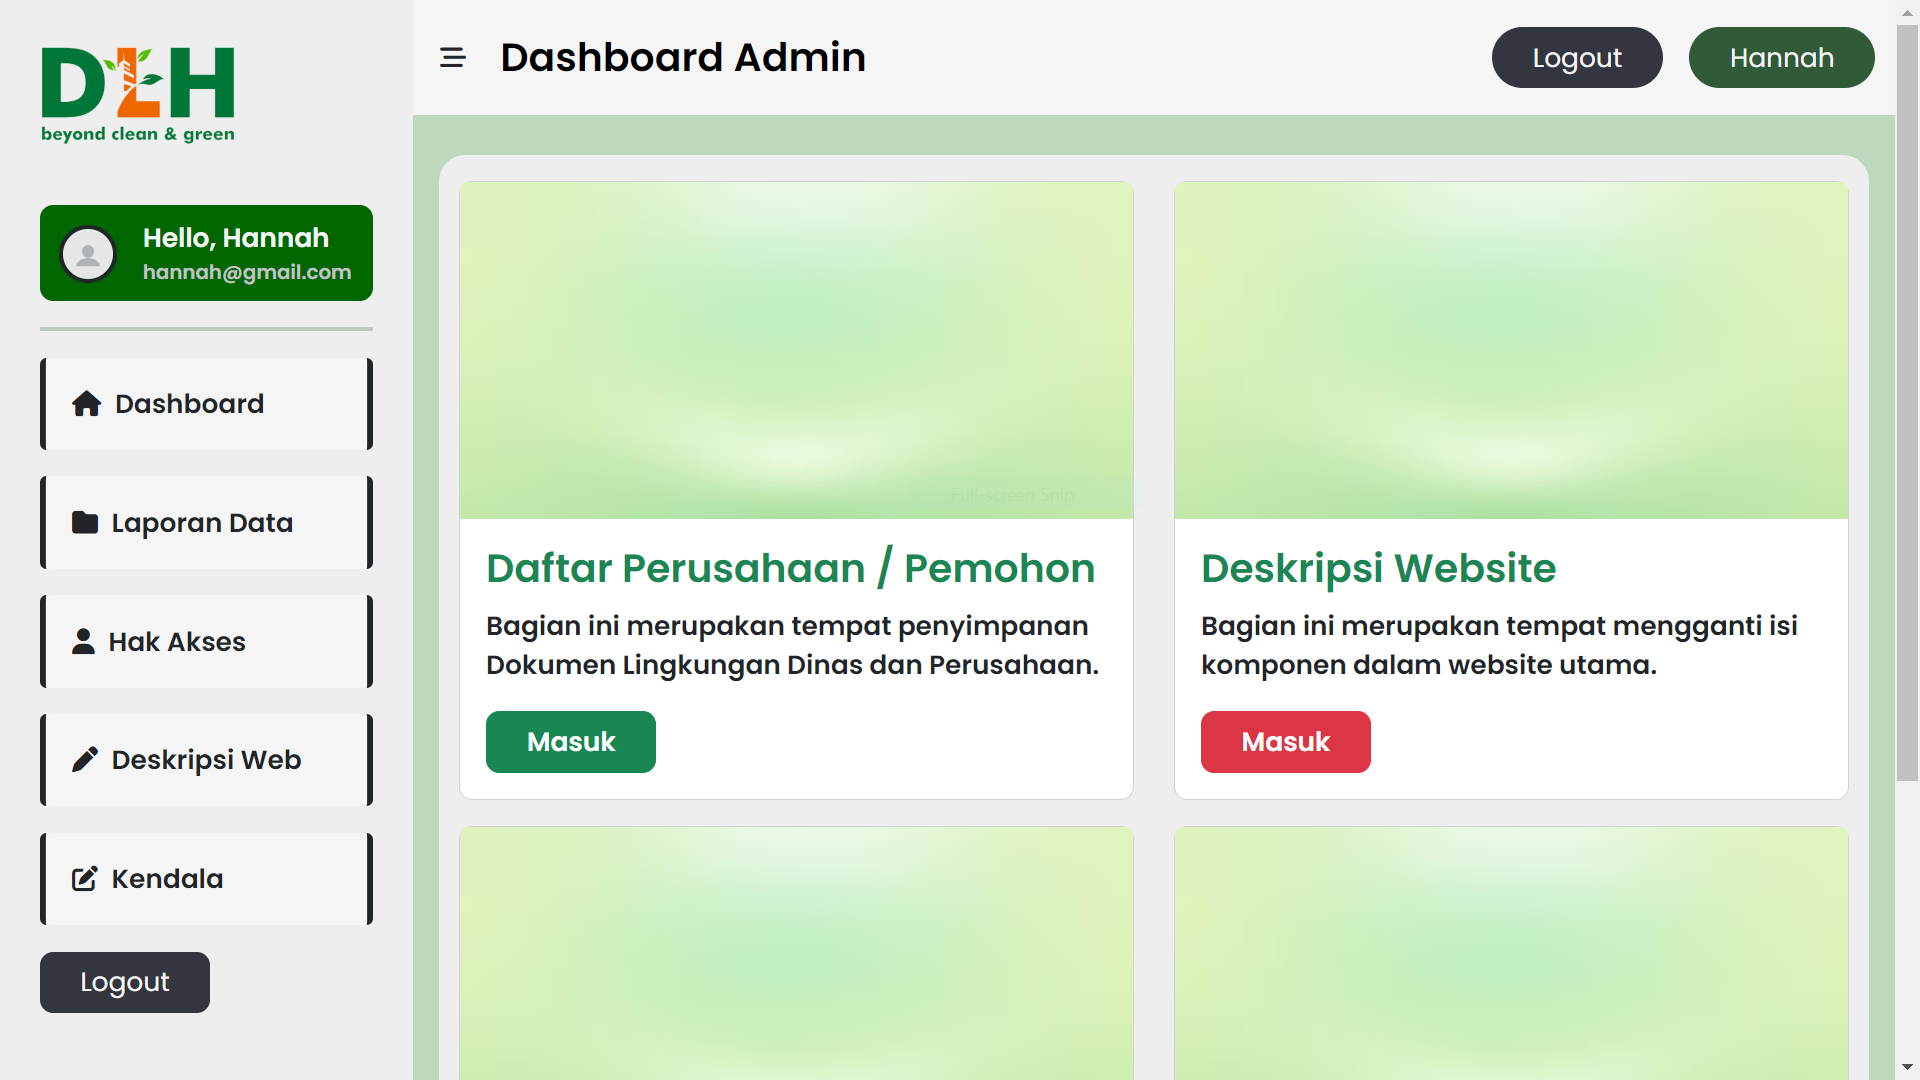 DLH
beyond clean & green
Hello, Hannah
hannah@gmail.com
Dashboard
Laporan Data
Hak Akses
Deskripsi Web
Kendala
Logout
Dashboard Admin
Logout
Hannah
Full-screen Snip
Daftar Perusahaan / Pemohon
Bagian ini merupakan tempat penyimpanan
Dokumen Lingkungan Dinas dan Perusahaan.
Masuk
Deskripsi Website
Bagian ini merupakan tempat mengganti isi
komponen dalam website utama.
Masuk